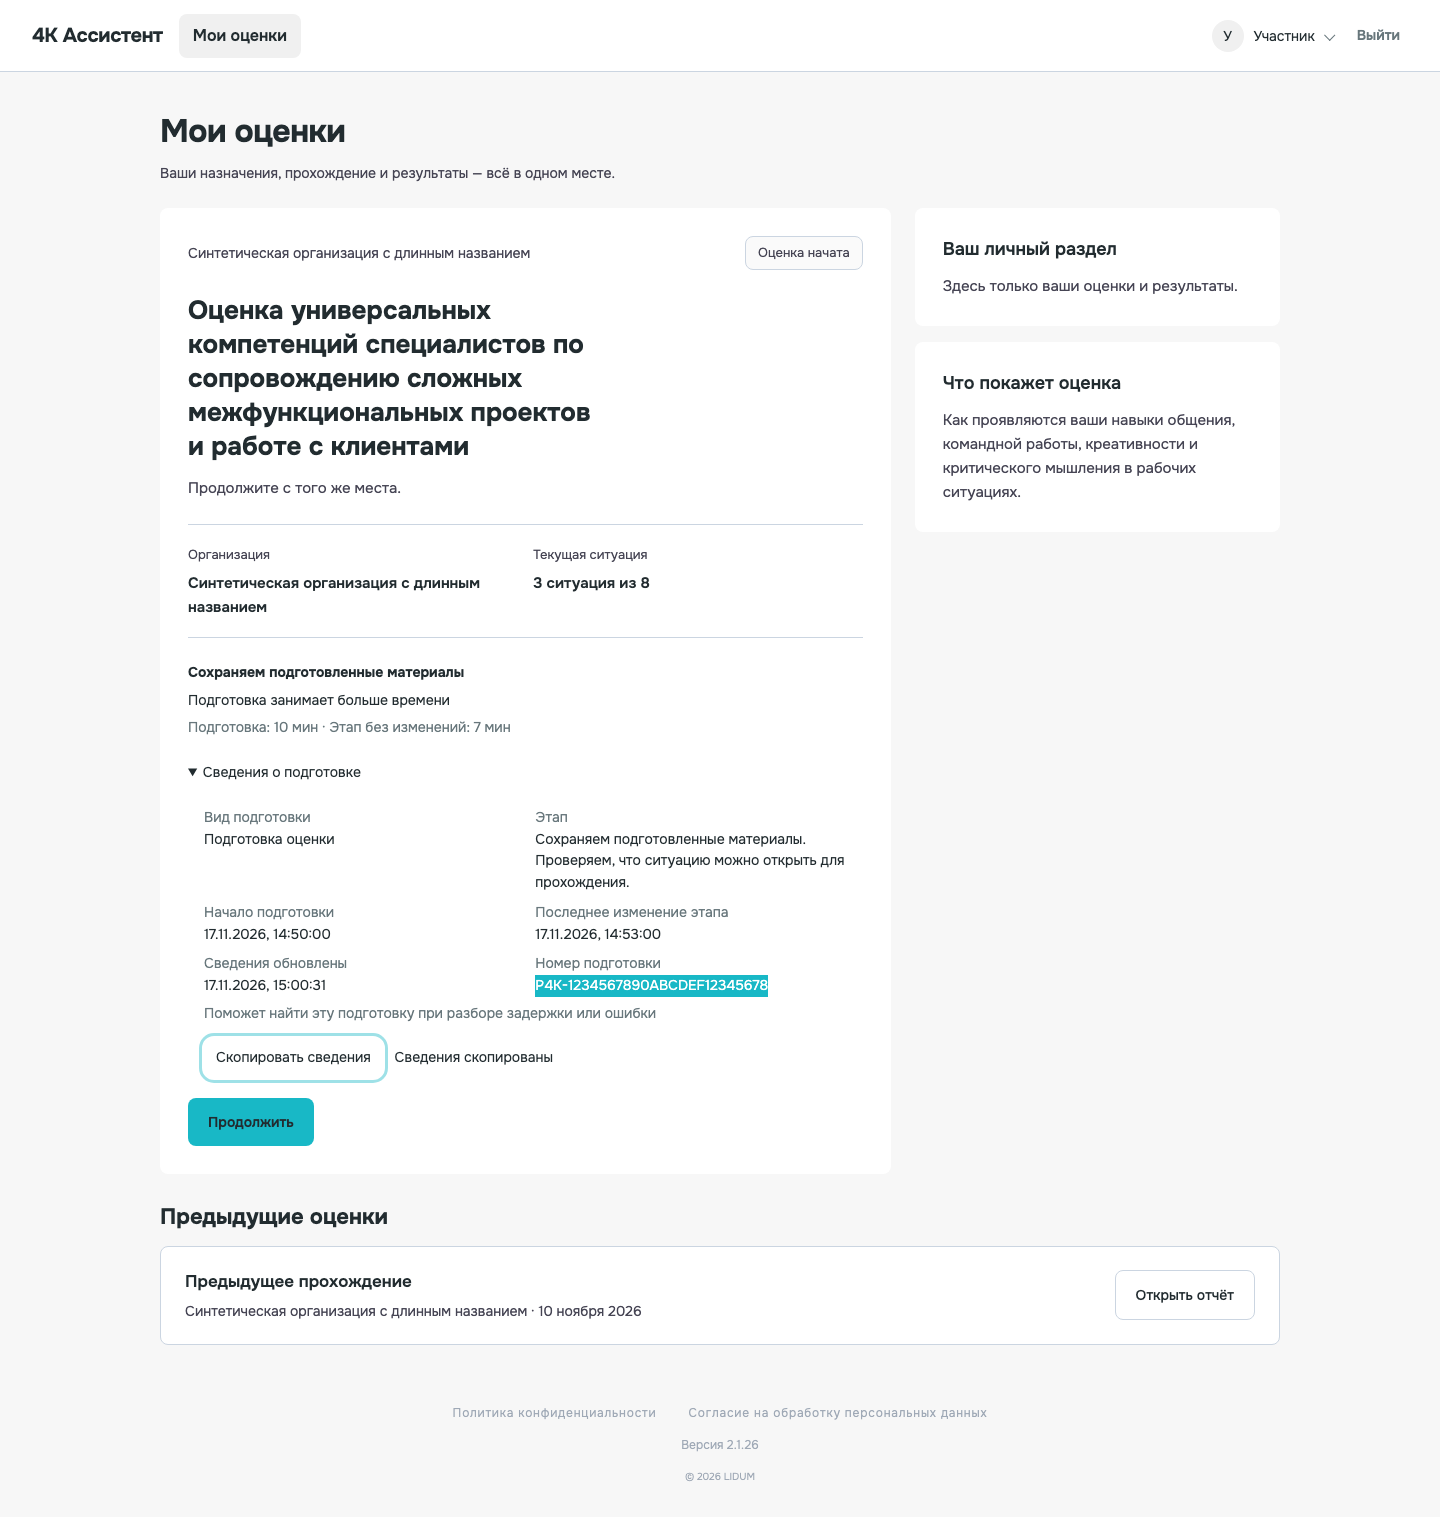 4К Ассистент
Мои оценки
У
Участник
Выйти
Мои оценки
Ваши назначения, прохождение и результаты — всё в одном месте.
Синтетическая организация с длинным названием
Оценка начата
Оценка универсальных
компетенций специалистов по
сопровождению сложных
межфункциональных проектов
и работе с клиентами
Продолжите с того же места.
Организация
Синтетическая организация с длинным
названием
Текущая ситуация
3 ситуация из 8
Сохраняем подготовленные материалы
Подготовка занимает больше времени
Подготовка: 10 мин · Этап без изменений: 7 мин
▼ Сведения о подготовке
Вид подготовки
Подготовка оценки
Этап
Сохраняем подготовленные материалы.
Проверяем, что ситуацию можно открыть для
прохождения.
Начало подготовки
17.11.2026, 14:50:00
Последнее изменение этапа
17.11.2026, 14:53:00
Сведения обновлены
17.11.2026, 15:00:31
Номер подготовки
P4K-1234567890ABCDEF12345678
Поможет найти эту подготовку при разборе задержки или ошибки
Скопировать сведения
Сведения скопированы
Продолжить
Ваш личный раздел
Здесь только ваши оценки и результаты.
Что покажет оценка
Как проявляются ваши навыки общения,
командной работы, креативности и
критического мышления в рабочих
ситуациях.
Предыдущие оценки
Предыдущее прохождение
Синтетическая организация с длинным названием · 10 ноября 2026
Открыть отчёт
Политика конфиденциальности
Согласие на обработку персональных данных
Версия 2.1.26
© 2026 LIDUM